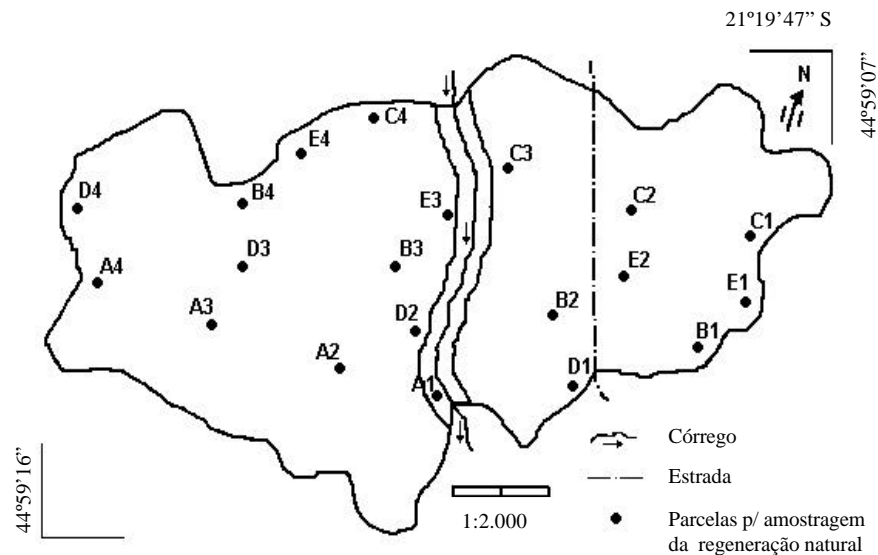 21º19'47” S
44º59'07”
N
C4
E4
C3
D4
B4
E3
C2
C1
D3
B3
E2
A4
E1
A3
B2
D2
B1
A2
D1
A1
Córrego
44º59'16”
Estrada
1:2.000
Parcelas p/ amostragem
da regeneração natural